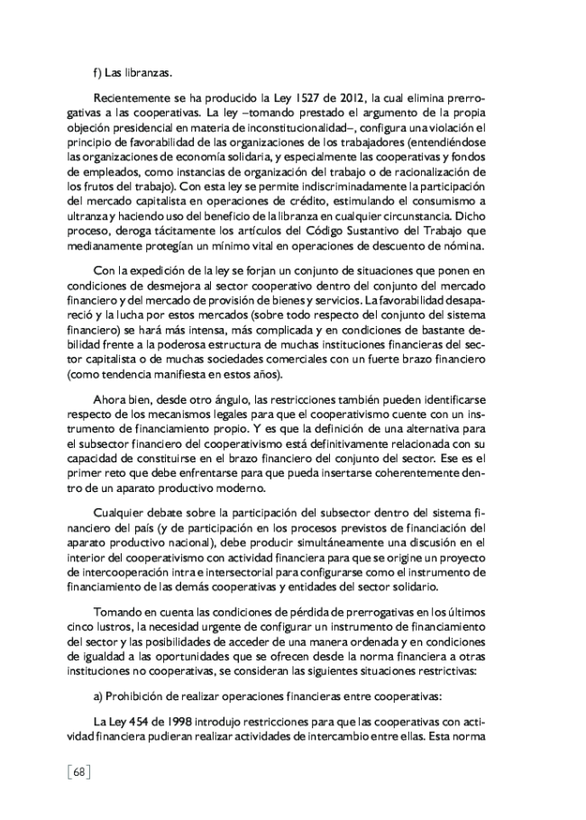 f) Las libranzas.
Recientemente se ha producido la Ley 1527 de 2012, la cual elimina prerro-
gativas a las cooperativas. La ley –tomando prestado el argumento de la propia
objeción presidencial en materia de inconstitucionalidad–, configura una violación el
principio de favorabilidad de las organizaciones de los trabajadores (entendiéndose
las organizaciones de economía solidaria, y especialmente las cooperativas y fondos
de empleados, como instancias de organización del trabajo o de racionalización de
los frutos del trabajo). Con esta ley se permite indiscriminadamente la participación
del mercado capitalista en operaciones de crédito, estimulando el consumismo a
ultranza y haciendo uso del beneficio de la libranza en cualquier circunstancia. Dicho
proceso, deroga tácitamente los artículos del Código Sustantivo del Trabajo que
medianamente protegían un mínimo vital en operaciones de descuento de nómina.
Con la expedición de la ley se forjan un conjunto de situaciones que ponen en
condiciones de desmejora al sector cooperativo dentro del conjunto del mercado
financiero y del mercado de provisión de bienes y servicios. La favorabilidad desapa-
reció y la lucha por estos mercados (sobre todo respecto del conjunto del sistema
financiero) se hará más intensa, más complicada y en condiciones de bastante de-
bilidad frente a la poderosa estructura de muchas instituciones financieras del sec-
tor capitalista o de muchas sociedades comerciales con un fuerte brazo financiero
(como tendencia manifiesta en estos años).
Ahora bien, desde otro ángulo, las restricciones también pueden identificarse
respecto de los mecanismos legales para que el cooperativismo cuente con un ins-
trumento de financiamiento propio. Y es que la definición de una alternativa para
el subsector financiero del cooperativismo está definitivamente relacionada con su
capacidad de constituirse en el brazo financiero del conjunto del sector. Ese es el
primer reto que debe enfrentarse para que pueda insertarse coherentemente den-
tro de un aparato productivo moderno.
Cualquier debate sobre la participación del subsector dentro del sistema fi-
nanciero del país (y de participación en los procesos previstos de financiación del
aparato productivo nacional), debe producir simultáneamente una discusión en el
interior del cooperativismo con actividad financiera para que se origine un proyecto
de intercooperación intra e intersectorial para configurarse como el instrumento de
financiamiento de las demás cooperativas y entidades del sector solidario.
Tomando en cuenta las condiciones de pérdida de prerrogativas en los últimos
cinco lustros, la necesidad urgente de configurar un instrumento de financiamiento
del sector y las posibilidades de acceder de una manera ordenada y en condiciones
de igualdad a las oportunidades que se ofrecen desde la norma financiera a otras
instituciones no cooperativas, se consideran las siguientes situaciones restrictivas:
a) Prohibición de realizar operaciones financieras entre cooperativas:
La Ley 454 de 1998 introdujo restricciones para que las cooperativas con acti-
vidad financiera pudieran realizar actividades de intercambio entre ellas. Esta norma
[68]